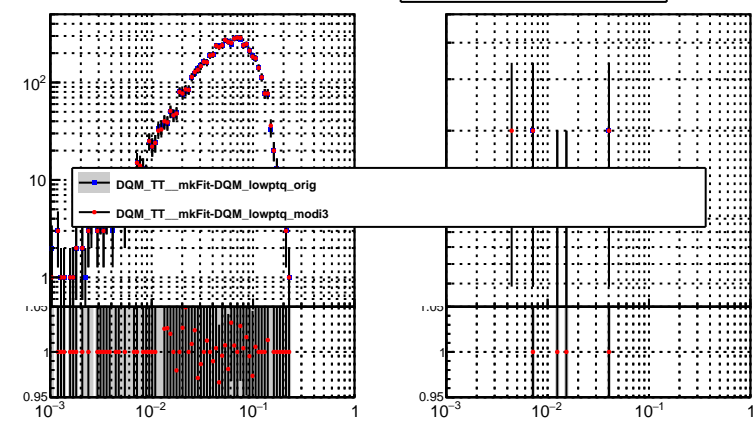 10²
10
DQM_TT__mkFit-DQM_lowptq_orig
DQM_TT__mkFit-DQM_lowptq_modi3
1
1.05 1.05
1 1
0.95 0.95
10⁻³ 10⁻² 10⁻¹ 1 10⁻³ 10⁻² 10⁻¹ 1